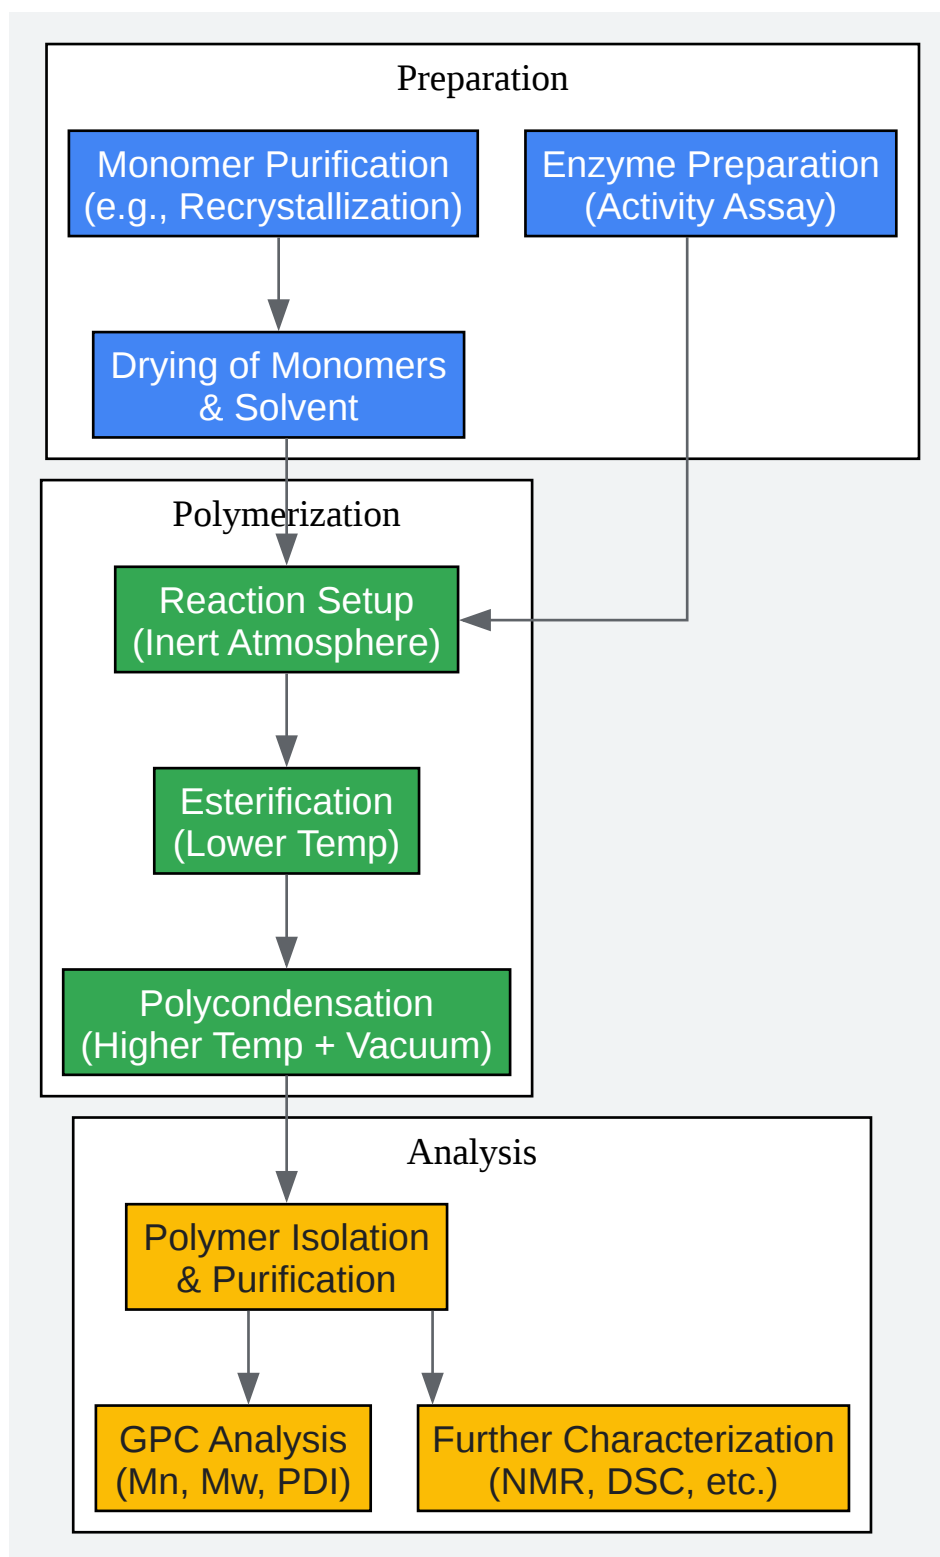 Preparation
Monomer Purification
(e.g., Recrystallization)
Enzyme Preparation
(Activity Assay)
Drying of Monomers
& Solvent
Polymerization
Reaction Setup
(Inert Atmosphere)
Esterification
(Lower Temp)
Polycondensation
(Higher Temp + Vacuum)
Analysis
Polymer Isolation
& Purification
GPC Analysis
(Mn, Mw, PDI)
Further Characterization
(NMR, DSC, etc.)